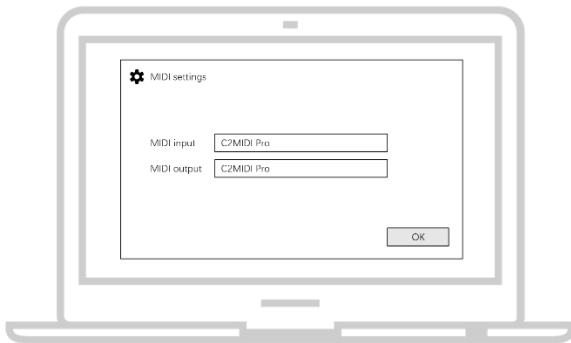 MIDI settings
MIDI input C2MIDI Pro
MIDI output C2MIDI Pro
OK